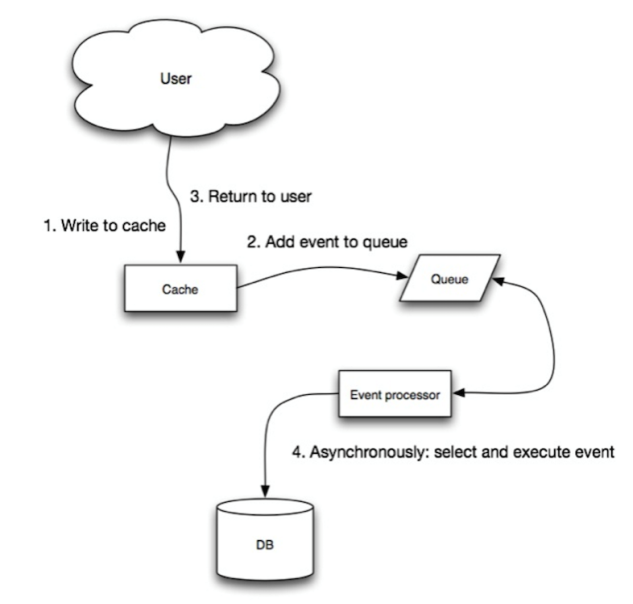 User
3. Return to user
1. Write to cache
2. Add event to queue
Cache
Queue
Event processor
4. Asynchronously: select and execute event
DB